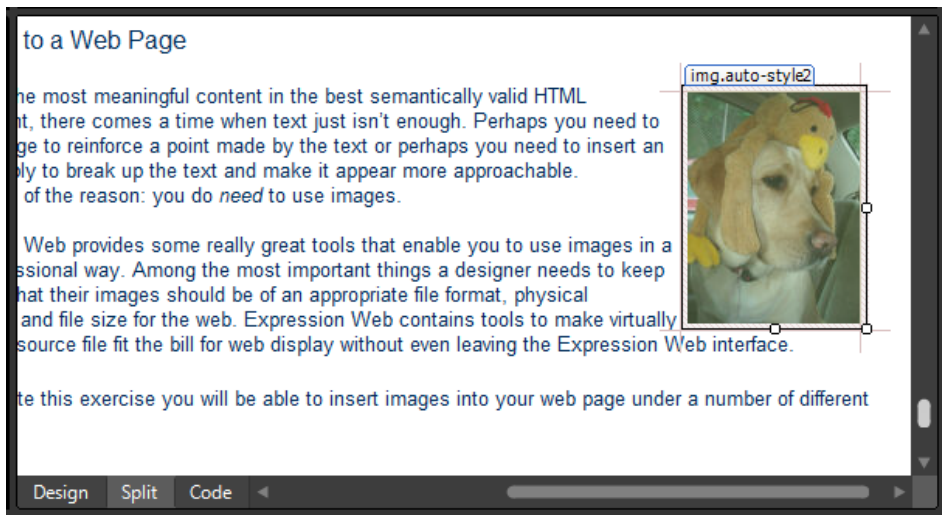 to a Web Page
img.auto-style2
he most meaningful content in the best semantically valid HTML
nt, there comes a time when text just isn't enough. Perhaps you need to
ge to reinforce a point made by the text or perhaps you need to insert an
ply to break up the text and make it appear more approachable.
of the reason: you do need to use images.
Web provides some really great tools that enable you to use images in a
ssional way. Among the most important things a designer needs to keep
hat their images should be of an appropriate file format, physical
and file size for the web. Expression Web contains tools to make virtually
source file fit the bill for web display without even leaving the Expression Web interface.
te this exercise you will be able to insert images into your web page under a number of different
Design Split Code